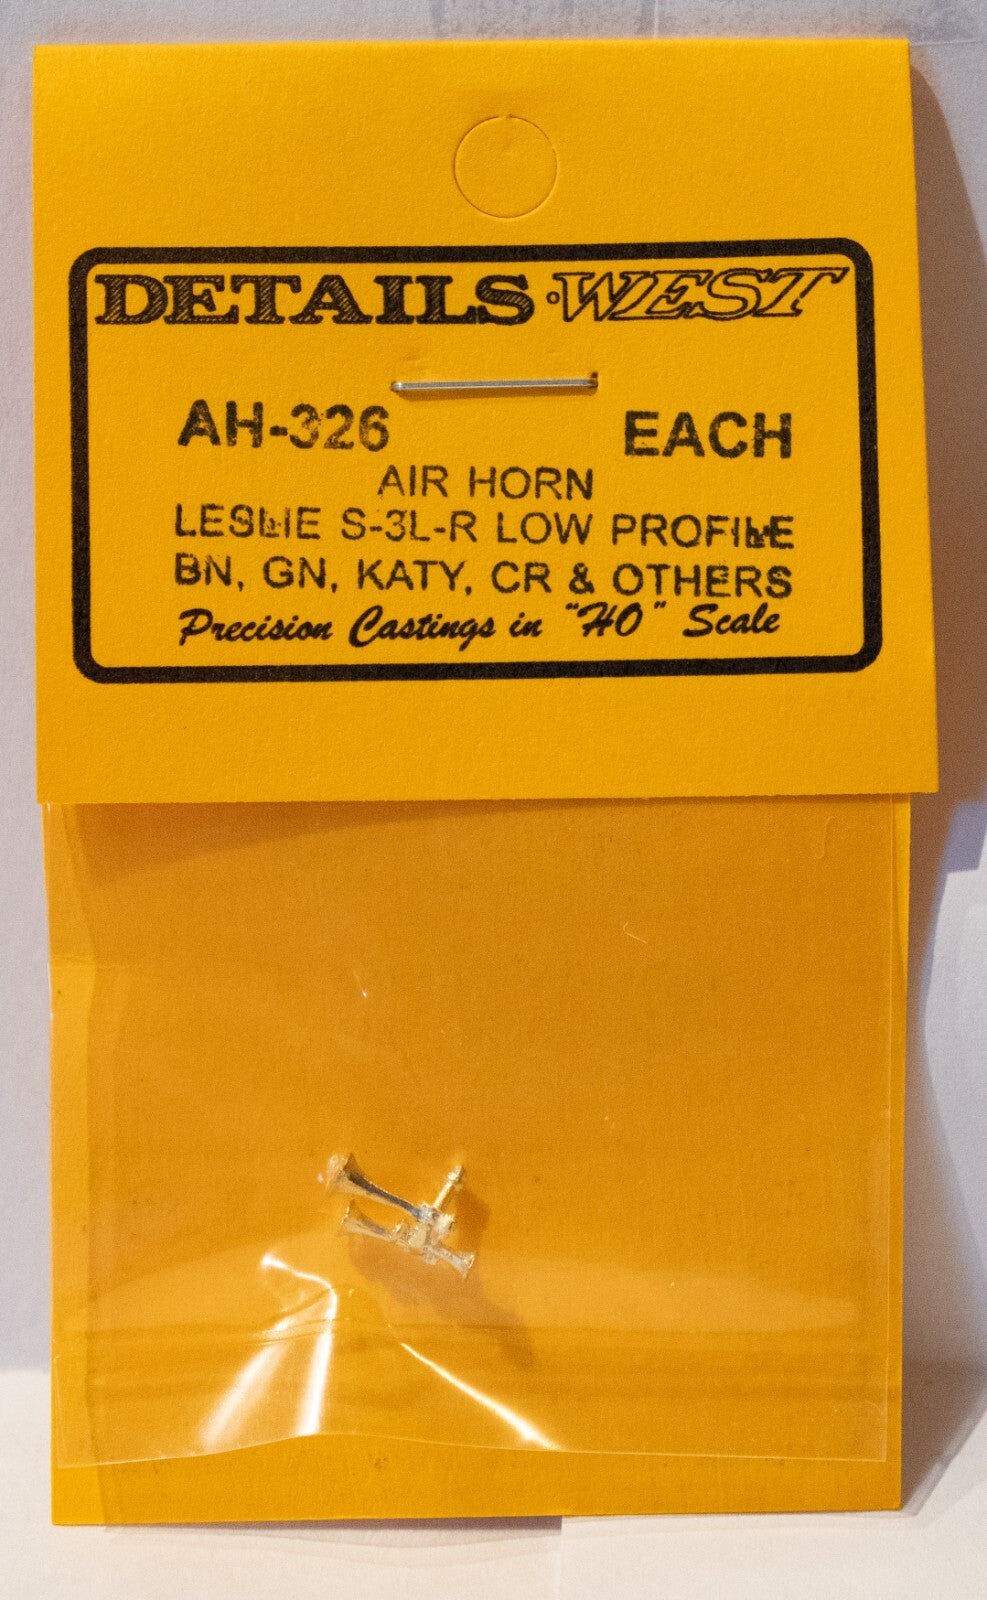 DETAILS WEST
AH-326 EACH
AIR HORN
LESLIE S-3L-R LOW PROFILE
BN, GN, KATY, CR & OTHERS
Precision Castings in "HO" Scale